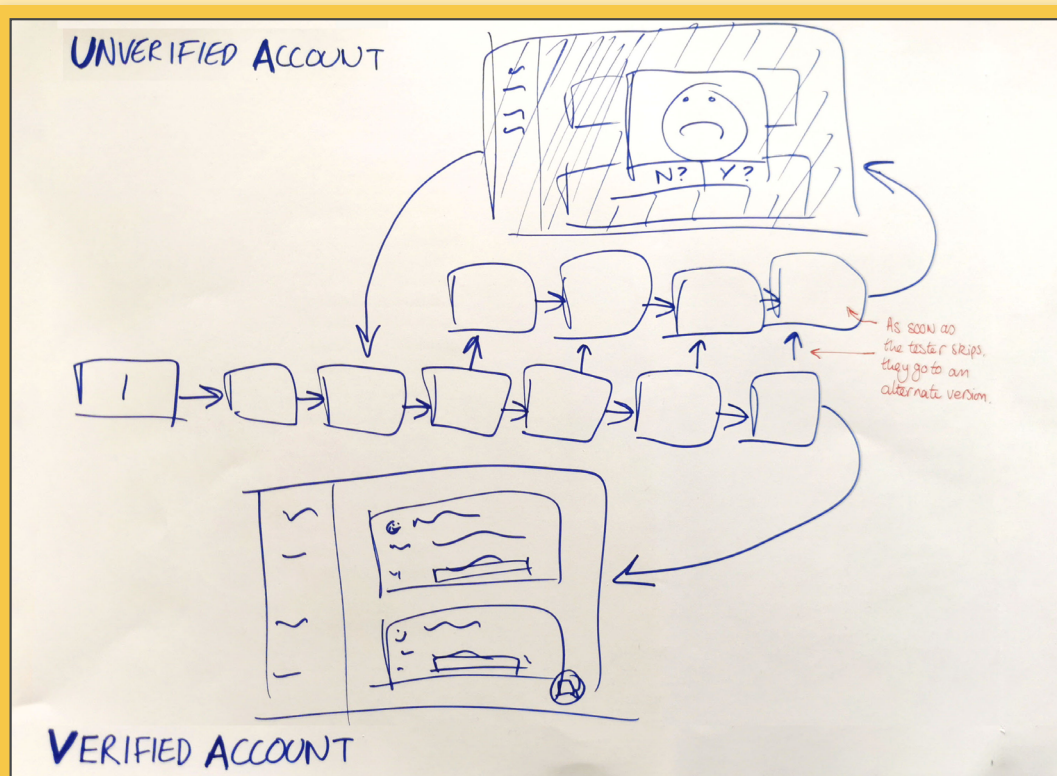 UNVERIFIED ACCOUNT
N? Y?
1
As soon as
the tester skips,
they go to an
alternate version.
VERIFIED ACCOUNT